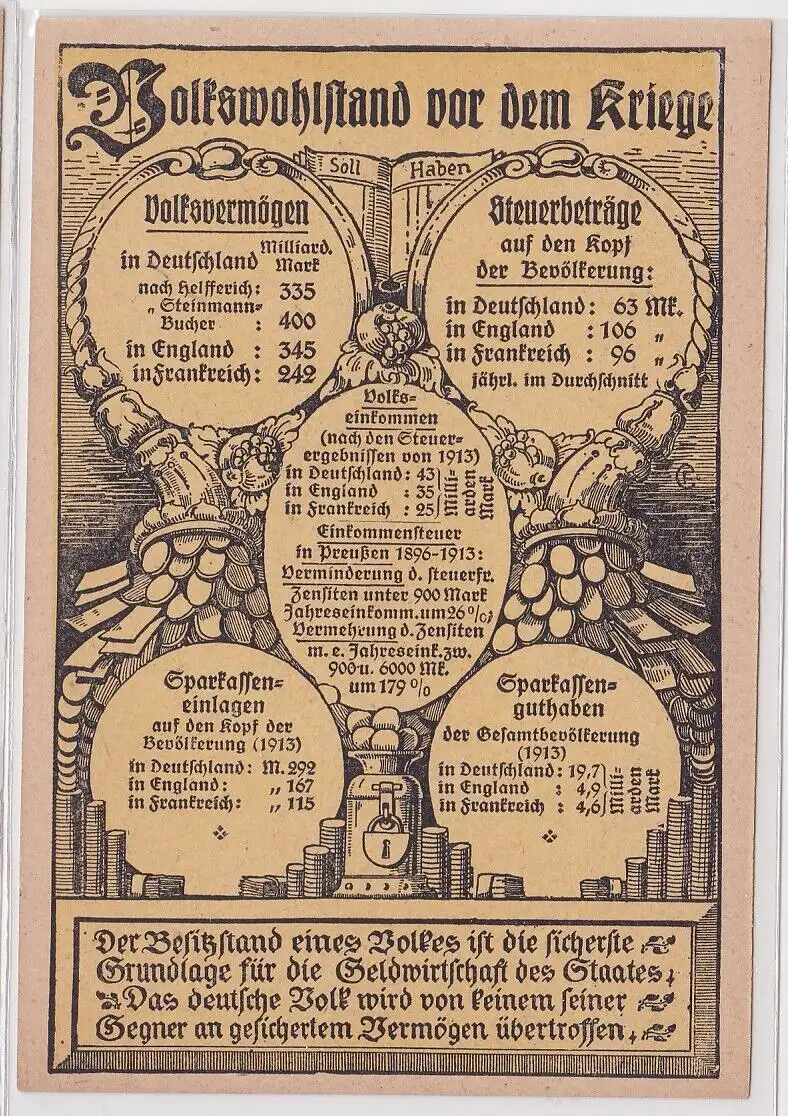 Volkswohlstand vor dem Kriege
Soll Haben
Volksvermögen
Milliard.
in Deutschland Mark
nach Helfferich: 335
„ Steinmann=
Bucher : 400
in England : 345
in Frankreich: 242
Steuerbeträge
auf den Kopf
der Bevölkerung:
in Deutschland: 63 Mk.
in England : 106 „
in Frankreich : 96 „
jährl. im Durchschnitt
Volks=
einkommen
(nach den Steuer=
ergebnissen von 1913)
in Deutschland: 43
in England : 35
in Frankreich : 25
Milli=
arden
Mark
Einkommensteuer
in Preußen 1896-1913:
Verminderung d. steuerfr.
Zensiten unter 900 Mark
Jahreseinkomm. um 26%;
Vermehrung d. Zensiten
m. e. Jahreseink. zw.
900 u. 6000 Mk.
um 179%
Sparkassen=
einlagen
auf den Kopf der
Bevölkerung (1913)
in Deutschland: M. 292
in England: „ 167
in Frankreich: „ 115
Sparkassen=
guthaben
der Gesamtbevölkerung
(1913)
in Deutschland: 19,7
in England : 4,9
in Frankreich : 4,6
Milli=
arden
Mark
Der Besitzstand eines Volkes ist die sicherste
Grundlage für die Geldwirtschaft des Staates,
Das deutsche Volk wird von keinem seiner
Gegner an gesichertem Vermögen übertroffen,